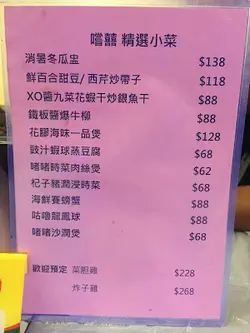 嚐囍 精選小菜
消暑冬瓜盅 $138
鮮百合甜豆/西芹炒帶子 $118
XO醬九菜花蝦干炒銀魚干 $88
鐵板醬爆牛柳 $88
花膠海味一品煲 $128
豉汁蝦球蒸豆腐 $68
啫啫時菜肉絲煲 $62
杞子豬潤浸時菜 $68
海鮮賽螃蟹 $88
咕嚕龍鳳球 $88
啫啫沙潤煲 $68
歡迎預定 菜胆雞 $228
炸子雞 $268